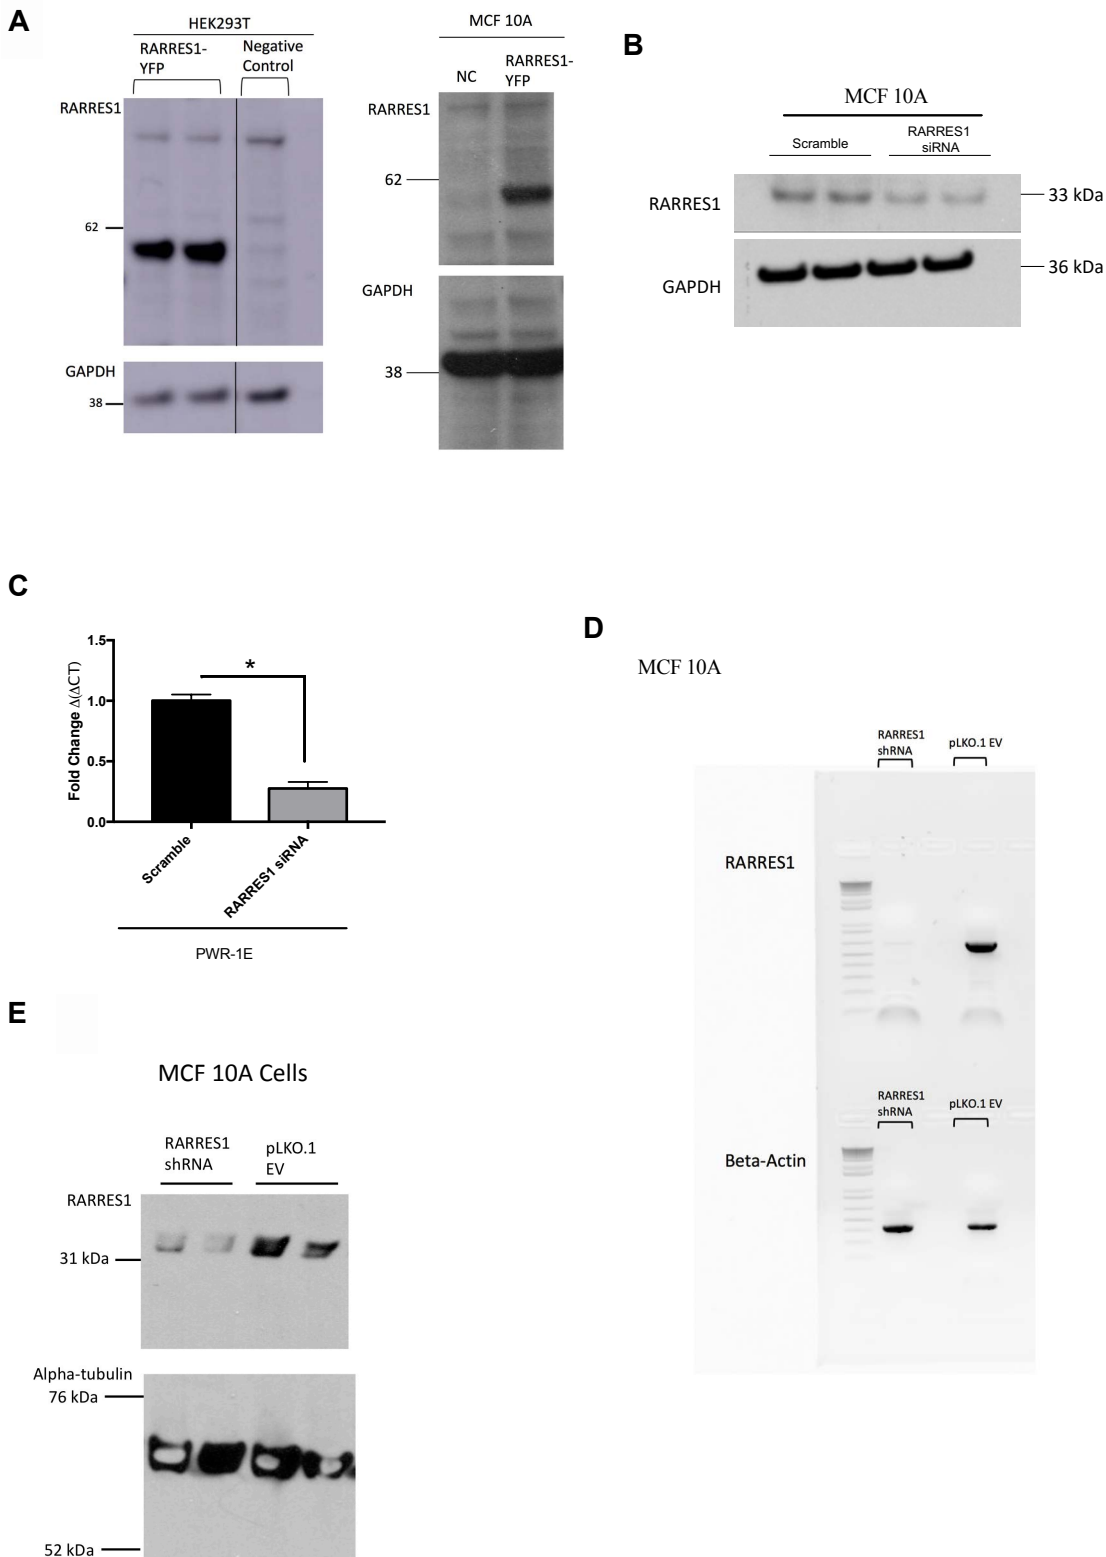 A
HEK293T
RARRES1-
YFP
Negative
Control
RARRES1
62
GAPDH
38
MCF 10A
NC
RARRES1-
YFP
RARRES1
62
GAPDH
38
B
MCF 10A
Scramble
RARRES1
siRNA
RARRES1
33 kDa
GAPDH
36 kDa
C
Fold Change Δ(ΔCT)
1.5
1.0
0.5
0.0
*
Scramble
RARRES1 siRNA
PWR-1E
D
MCF 10A
RARRES1
shRNA
pLKO.1 EV
RARRES1
RARRES1
shRNA
pLKO.1 EV
Beta-Actin
E
MCF 10A Cells
RARRES1
shRNA
pLKO.1
EV
RARRES1
31 kDa
Alpha-tubulin
76 kDa
52 kDa